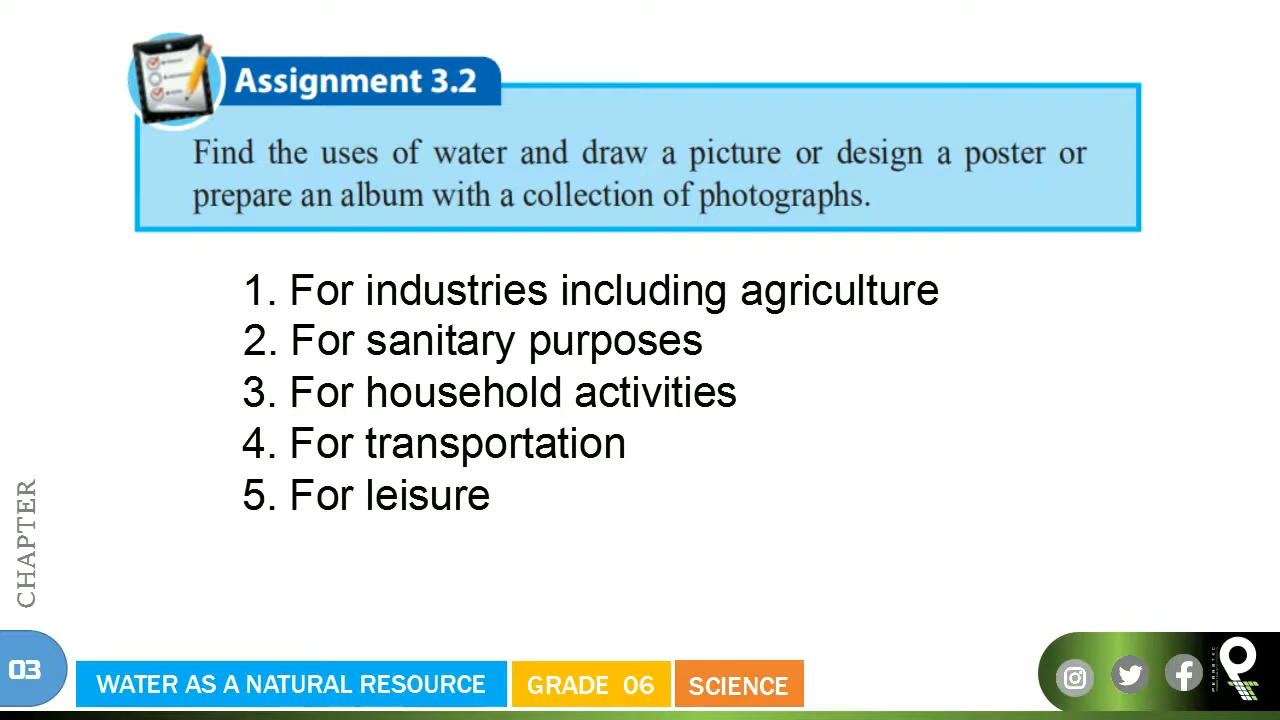 Assignment 3.2
Find the uses of water and draw a picture or design a poster or
prepare an album with a collection of photographs.
1. For industries including agriculture
2. For sanitary purposes
3. For household activities
4. For transportation
5. For leisure
CHAPTER
03
WATER AS A NATURAL RESOURCE
GRADE 06
SCIENCE